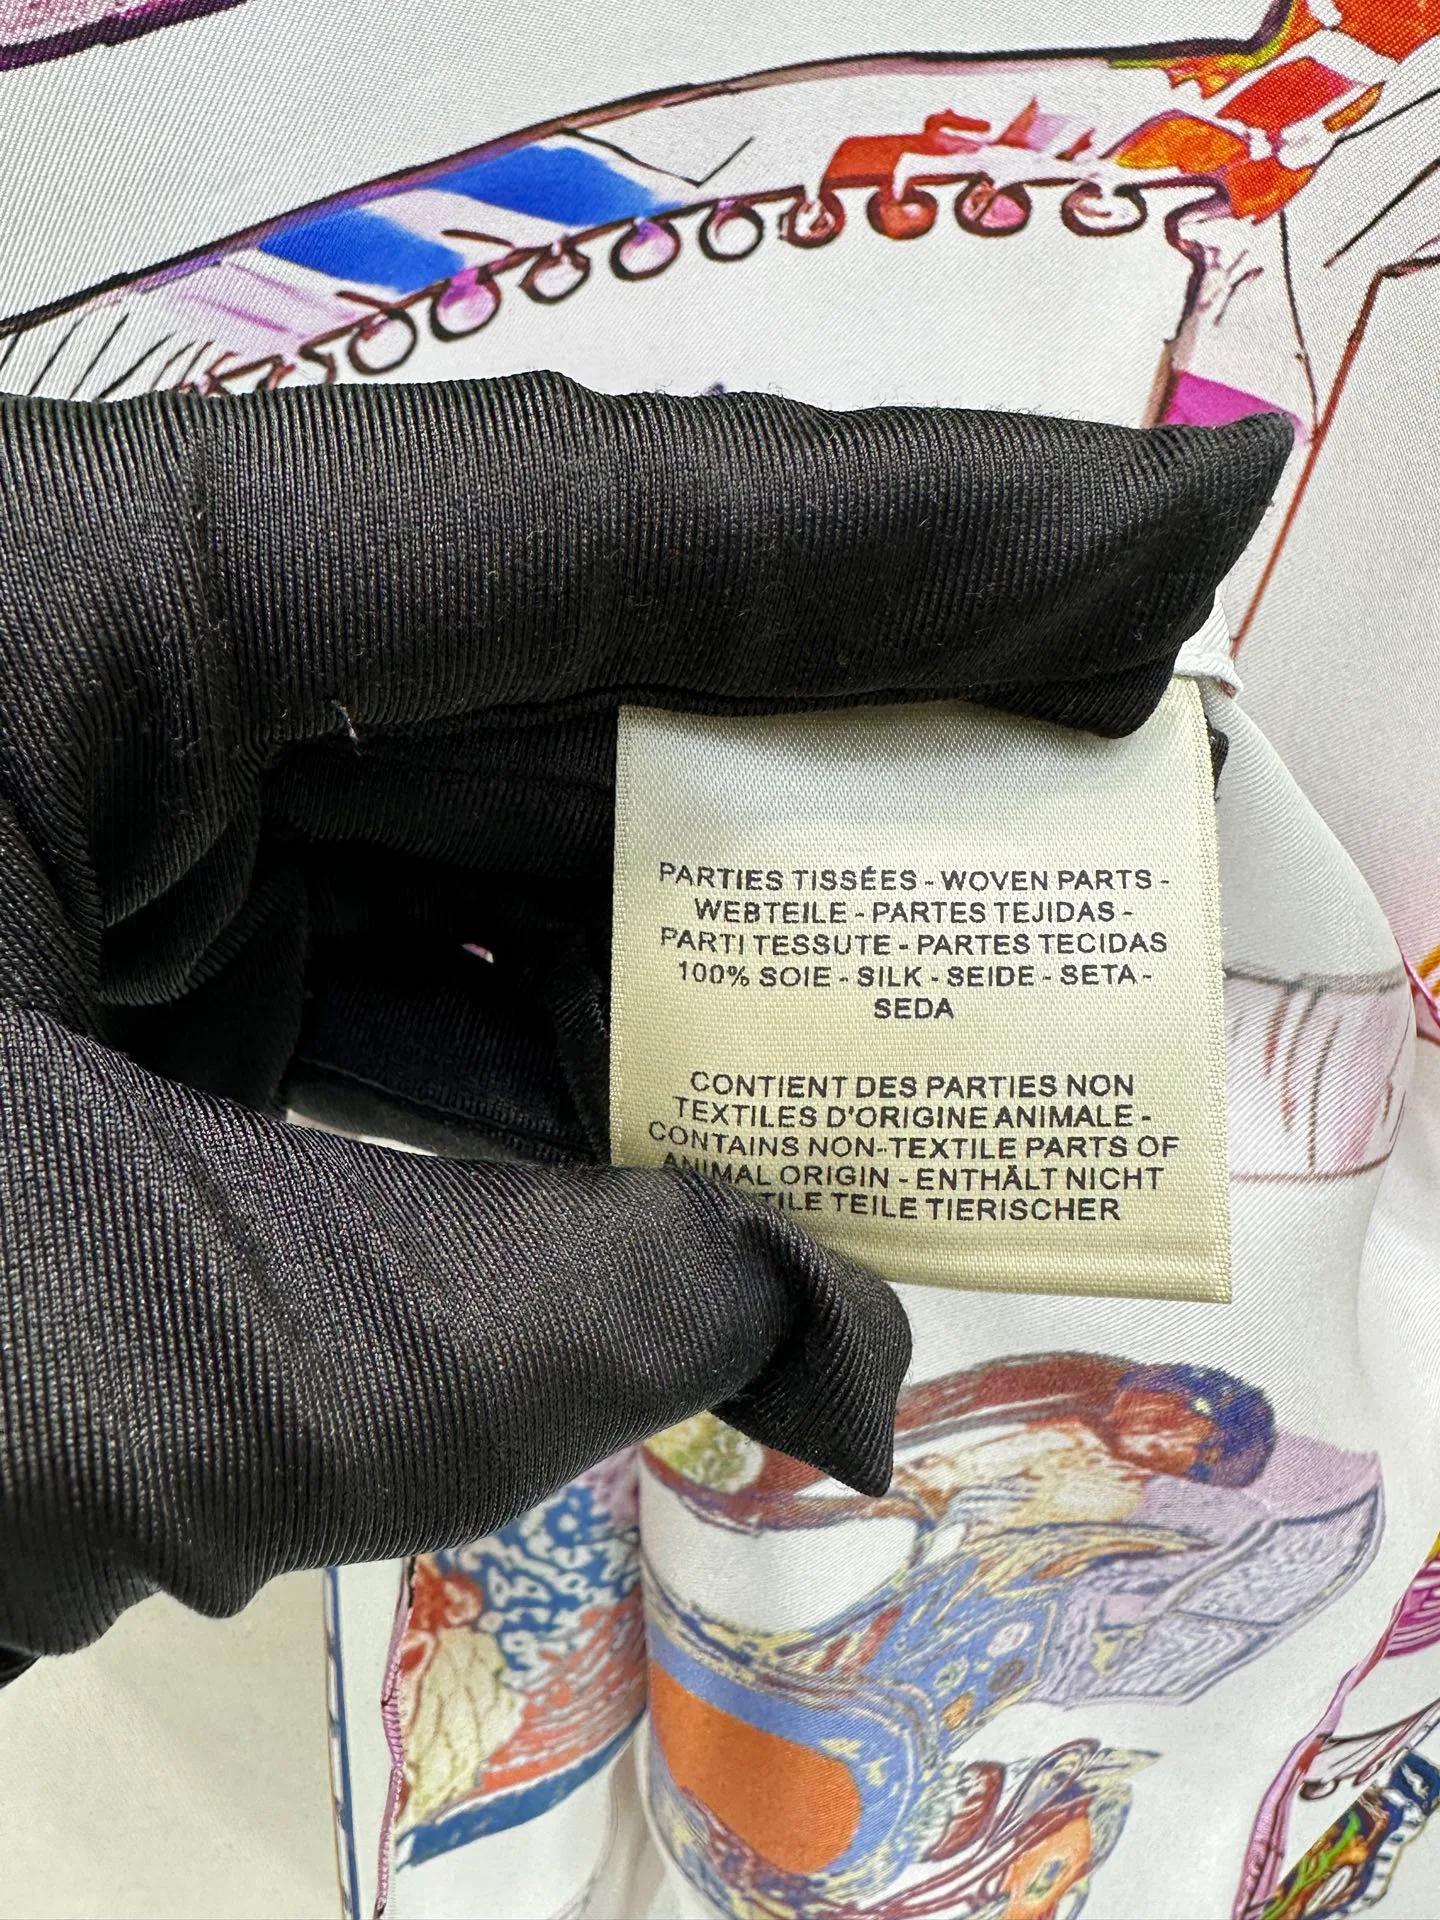 PARTIES TISSÉES - WOVEN PARTS -
WEBTEILE - PARTES TEJIDAS -
PARTI TESSUTE - PARTES TECIDAS
100% SOIE - SILK - SEIDE - SETA -
SEDA
CONTIENT DES PARTIES NON
TEXTILES D'ORIGINE ANIMALE -
CONTAINS NON-TEXTILE PARTS OF
ANIMAL ORIGIN - ENTHÄLT NICHT
TEILE TIERISCHER